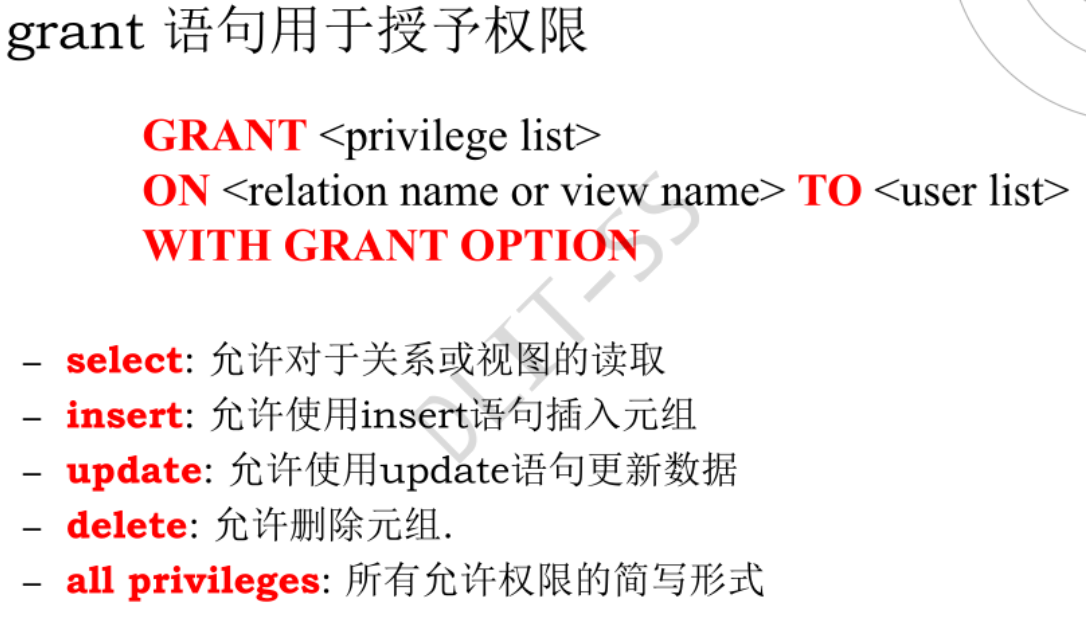 grant 语句用于授予权限
GRANT <privilege list>
ON <relation name or view name> TO <user list>
WITH GRANT OPTION
– select: 允许对于关系或视图的读取
– insert: 允许使用insert语句插入元组
– update: 允许使用update语句更新数据
– delete: 允许删除元组.
– all privileges: 所有允许权限的简写形式
DLIT-SS